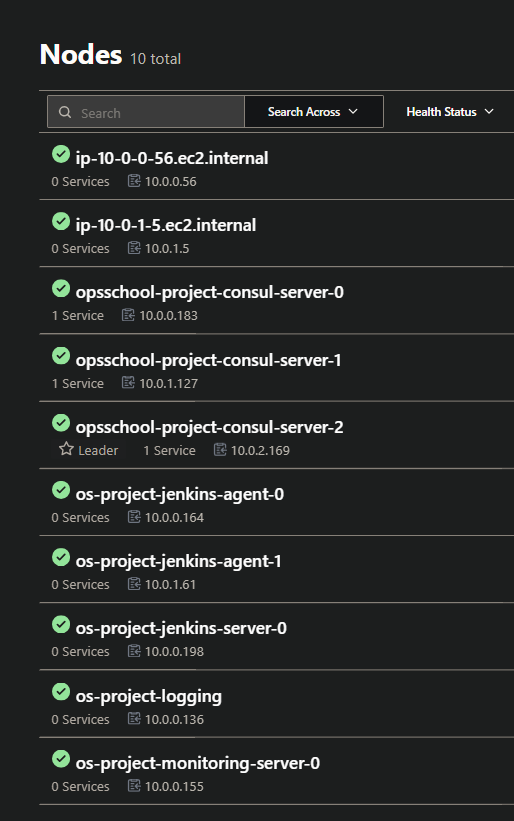 Nodes 10 total
Search Search Across Health Status
ip-10-0-0-56.ec2.internal
0 Services 10.0.0.56
ip-10-0-1-5.ec2.internal
0 Services 10.0.1.5
opsschool-project-consul-server-0
1 Service 10.0.0.183
opsschool-project-consul-server-1
1 Service 10.0.1.127
opsschool-project-consul-server-2
Leader 1 Service 10.0.2.169
os-project-jenkins-agent-0
0 Services 10.0.0.164
os-project-jenkins-agent-1
0 Services 10.0.1.61
os-project-jenkins-server-0
0 Services 10.0.0.198
os-project-logging
0 Services 10.0.0.136
os-project-monitoring-server-0
0 Services 10.0.0.155